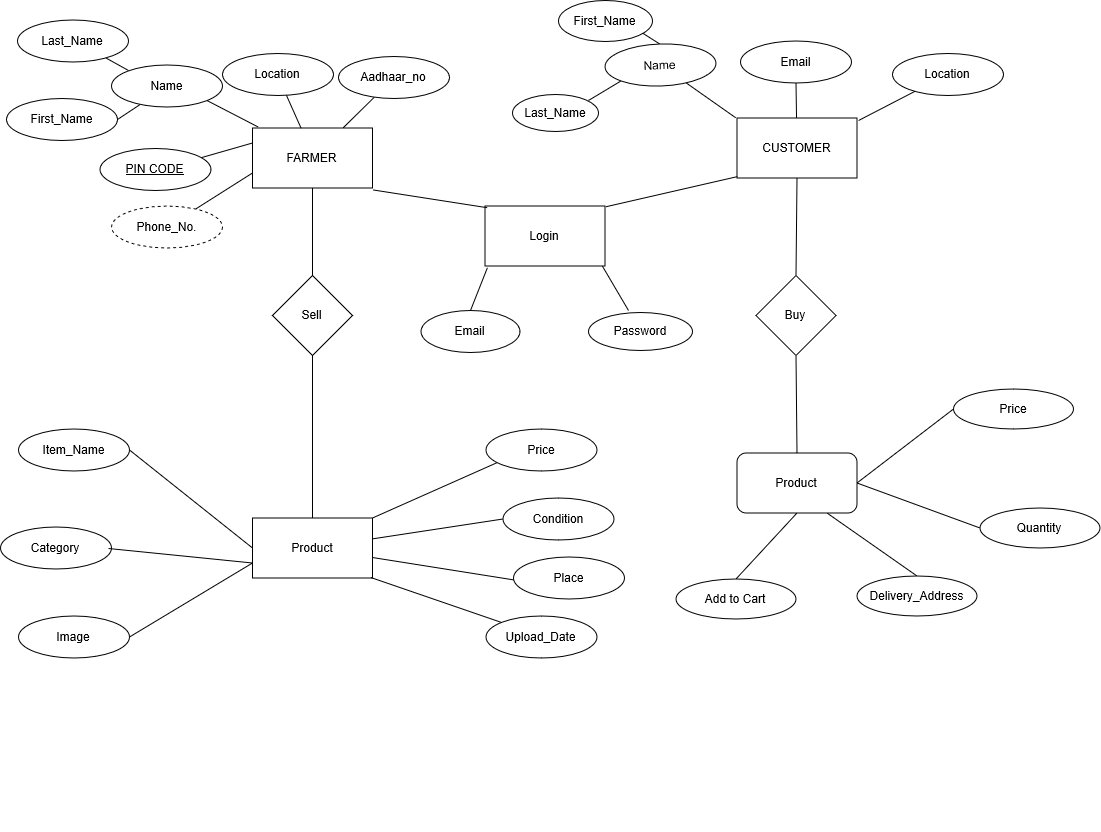 First_Name
Last_Name
Name
Email
Location
Name
Location
Aadhaar_no
First_Name
Last_Name
FARMER
CUSTOMER
PIN CODE
Phone_No.
Login
Sell
Buy
Email
Password
Price
Item_Name
Price
Product
Condition
Quantity
Category
Product
Place
Add to Cart
Delivery_Address
Image
Upload_Date